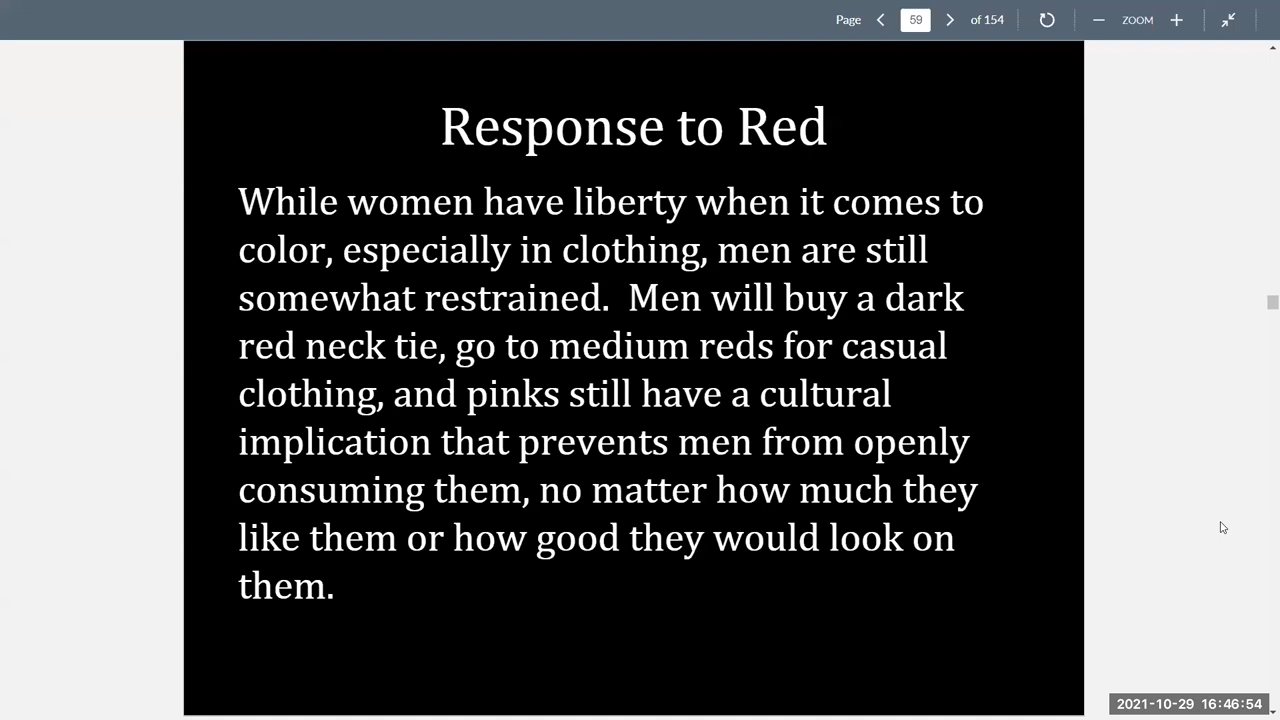 Page 59 of 154 ZOOM
Response to Red
While women have liberty when it comes to
color, especially in clothing, men are still
somewhat restrained.  Men will buy a dark
red neck tie, go to medium reds for casual
clothing, and pinks still have a cultural
implication that prevents men from openly
consuming them, no matter how much they
like them or how good they would look on
them.
2021-10-29 16:46:54